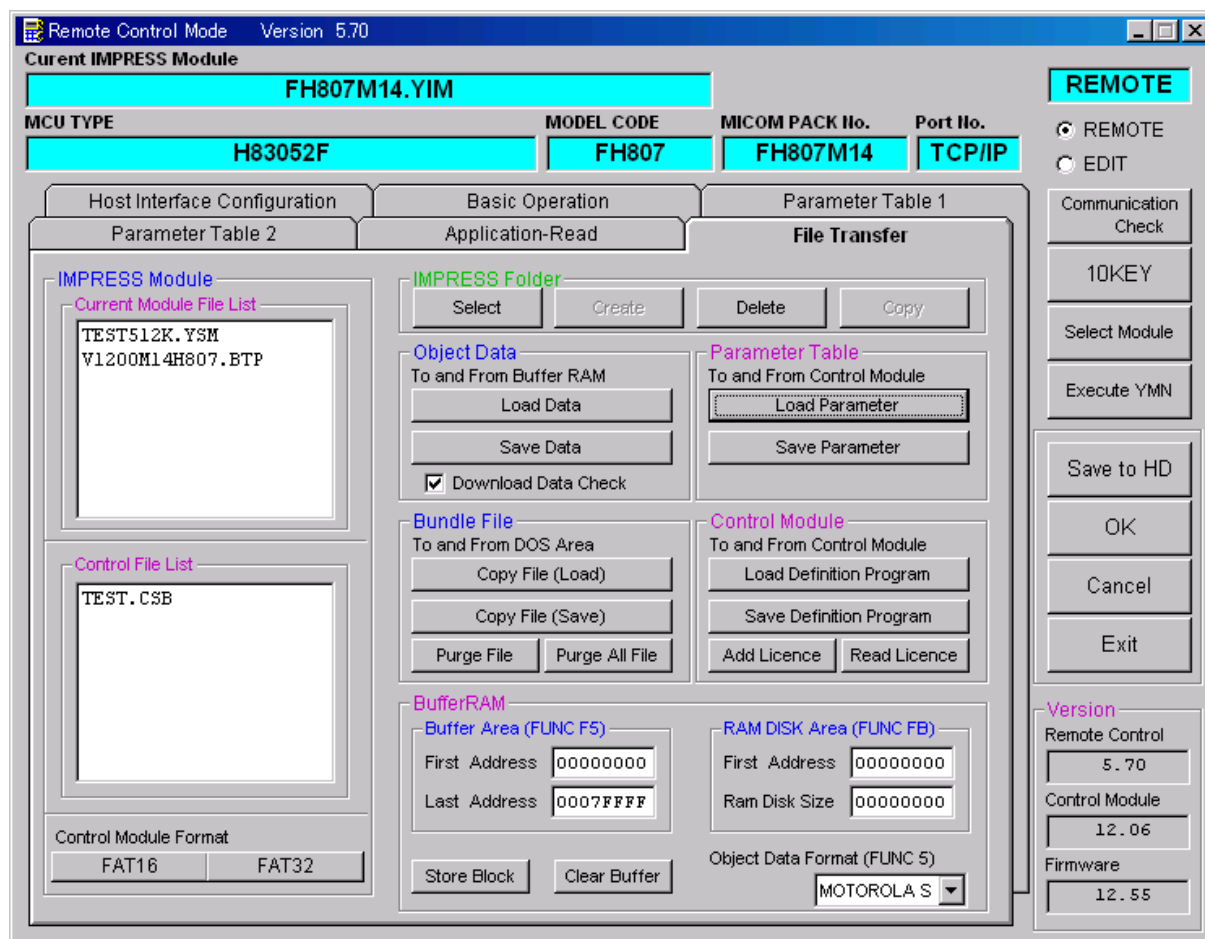 Remote Control Mode Version 5.70
Curent IMPRESS Module
FH807M14.YIM
REMOTE
MCU TYPE MODEL CODE MICOM PACK No. Port No.
H83052F FH807 FH807M14 TCP/IP
REMOTE
EDIT
Host Interface Configuration Basic Operation Parameter Table 1
Parameter Table 2 Application-Read File Transfer
IMPRESS Module
Current Module File List
TEST512K.YSM
V1200M14H807.BTP
Control File List
TEST.CSB
Control Module Format
FAT16 FAT32
IMPRESS Folder
Select Create Delete Copy
Object Data
To and From Buffer RAM
Load Data
Save Data
Download Data Check
Parameter Table
To and From Control Module
Load Parameter
Save Parameter
Bundle File
To and From DOS Area
Copy File (Load)
Copy File (Save)
Purge File Purge All File
Control Module
To and From Control Module
Load Definition Program
Save Definition Program
Add Licence Read Licence
BufferRAM
Buffer Area (FUNC F5)
First Address 00000000
Last Address 0007FFFF
RAM DISK Area (FUNC FB)
First Address 00000000
Ram Disk Size 00000000
Store Block Clear Buffer
Object Data Format (FUNC 5)
MOTOROLA S
Communication
Check
10KEY
Select Module
Execute YMN
Save to HD
OK
Cancel
Exit
Version
Remote Control
5.70
Control Module
12.06
Firmware
12.55